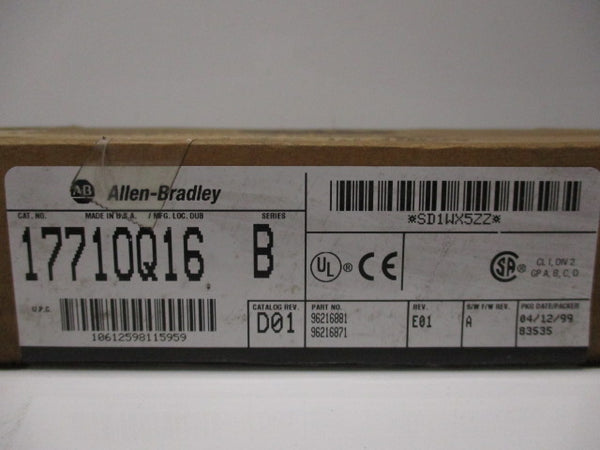 AB Allen-Bradley
CAT. NO. MADE IN U.S.A. / MFG. LOC. DUB SERIES
1771OQ16 B
U.P.C.
10612598115959
CATALOG REV.
D01
*SD1WX5ZZ*
UL ® CE
SA ® CL I, DIV 2
GP A, B, C, D
PART NO.
96216881
96216871
REV.
E01
S/W F/W REV.
A
PKG DATE/PACKER
04/12/99
83535